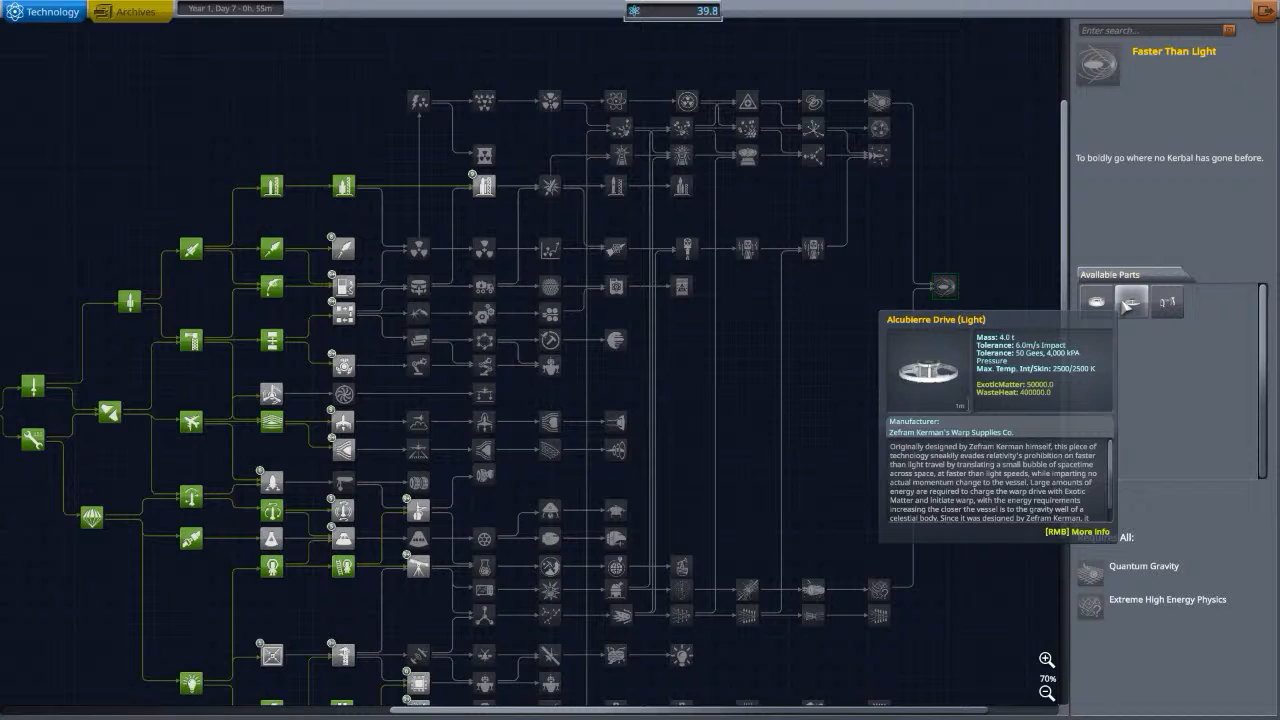 Technology
Archives
Year 1, Day 7 - 0h, 55m
39.8
Enter search...
Faster Than Light
To boldly go where no Kerbal has gone before.
Available Parts
Alcubierre Drive (Light)
Mass: 4.0 t
Tolerance: 6.0m/s Impact
Tolerance: 50 Gees, 4,000 kPA
Pressure
Max. Temp. Int/Skin: 2500/2500 K
ExoticMatter: 50000.0
WasteHeat: 400000.0
1m
Manufacturer:
Zefram Kerman's Warp Supplies Co.
Originally designed by Zefram Kerman himself, this piece of
technology sneakily evades relativity's prohibition on faster
than light travel by translating a small bubble of spacetime
across space, at faster than light speeds, while imparting no
actual momentum change to the vessel. Large amounts of
energy are required to charge the warp drive with Exotic
Matter and initiate warp, with the energy requirements
increasing the closer the vessel is to the gravity well of a
celestial body. Since it was designed by Zefram Kerman, it
[RMB] More Info
All:
Quantum Gravity
Extreme High Energy Physics
70%